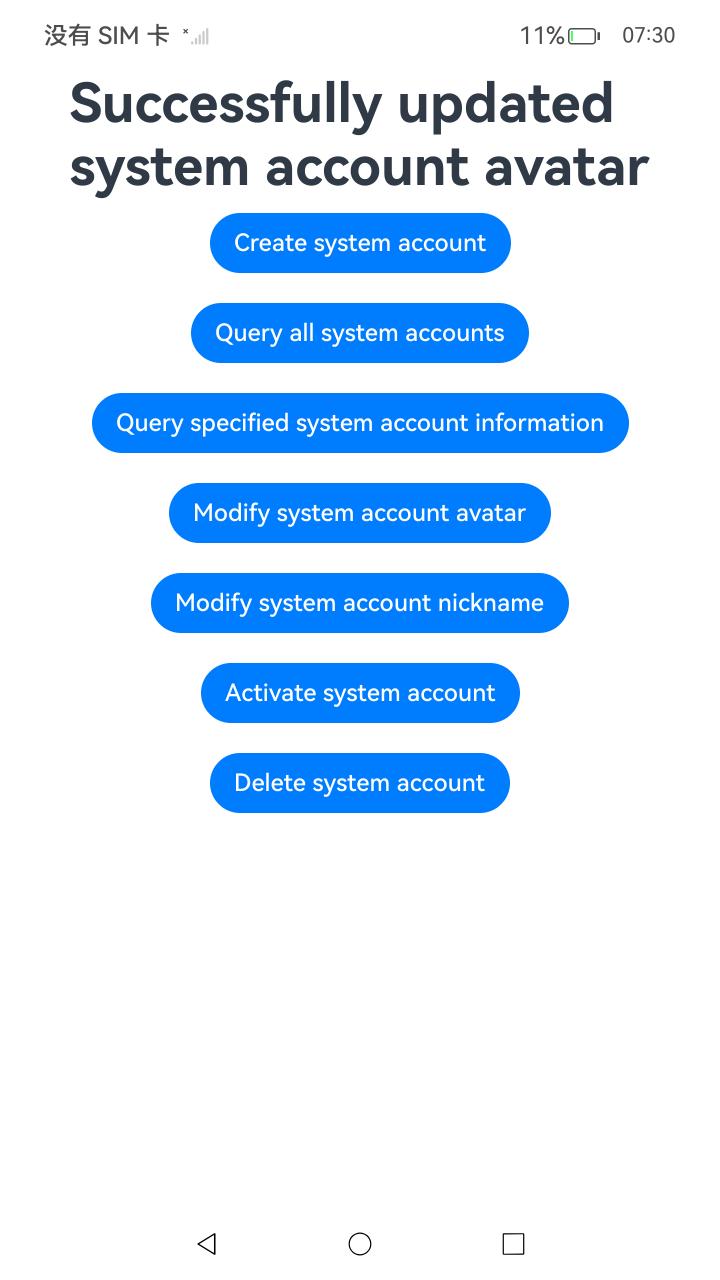 没有 SIM 卡 11% 07:30
Successfully updated
system account avatar
Create system account
Query all system accounts
Query specified system account information
Modify system account avatar
Modify system account nickname
Activate system account
Delete system account